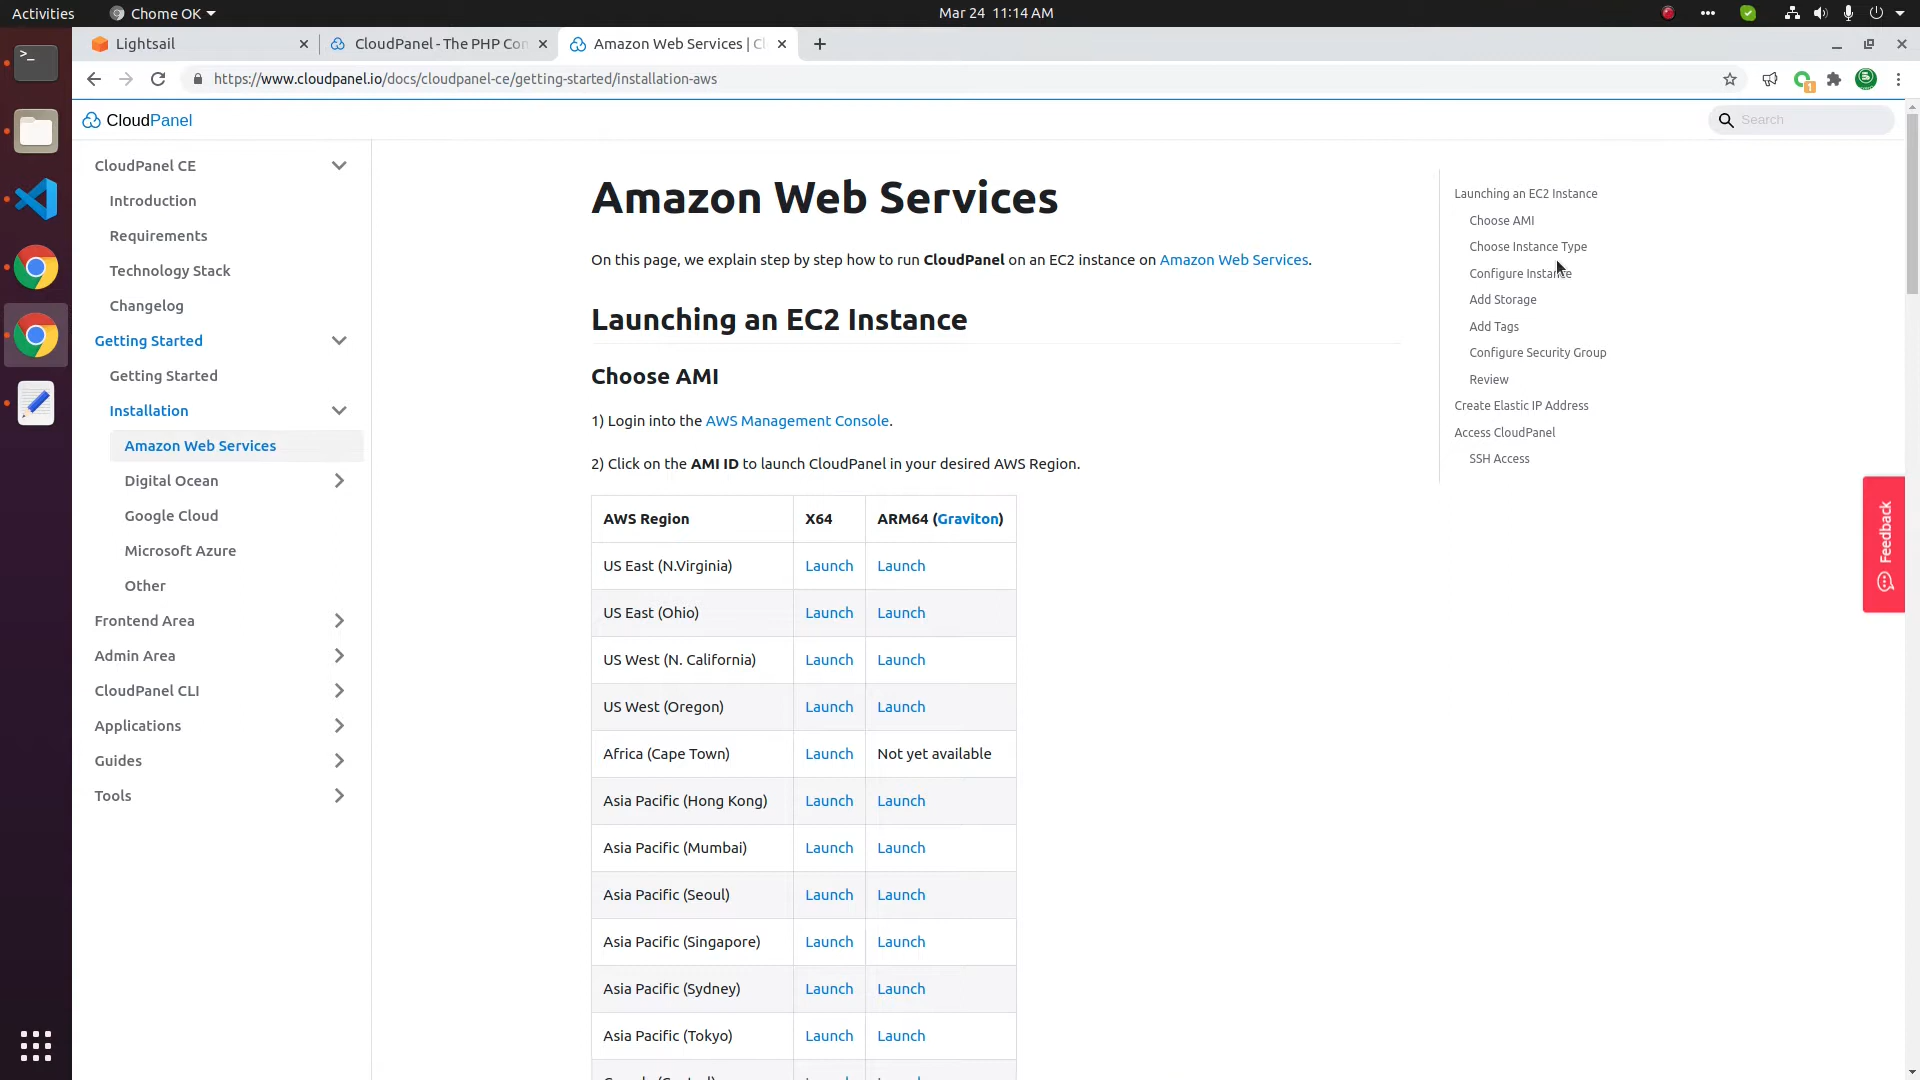 Activities
Chome OK
Mar 24 11:14 AM
Lightsail
CloudPanel - The PHP Con
Amazon Web Services | Cl
https://www.cloudpanel.io/docs/cloudpanel-ce/getting-started/installation-aws
1
CloudPanel
Search
CloudPanel CE
Introduction
Requirements
Technology Stack
Changelog
Getting Started
Getting Started
Installation
Amazon Web Services
Digital Ocean
Google Cloud
Microsoft Azure
Other
Frontend Area
Admin Area
CloudPanel CLI
Applications
Guides
Tools
Amazon Web Services
On this page, we explain step by step how to run CloudPanel on an EC2 instance on Amazon Web Services.
Launching an EC2 Instance
Choose AMI
1) Login into the AWS Management Console.
2) Click on the AMI ID to launch CloudPanel in your desired AWS Region.
AWS Region X64 ARM64 (Graviton)
US East (N.Virginia) Launch Launch
US East (Ohio) Launch Launch
US West (N. California) Launch Launch
US West (Oregon) Launch Launch
Africa (Cape Town) Launch Not yet available
Asia Pacific (Hong Kong) Launch Launch
Asia Pacific (Mumbai) Launch Launch
Asia Pacific (Seoul) Launch Launch
Asia Pacific (Singapore) Launch Launch
Asia Pacific (Sydney) Launch Launch
Asia Pacific (Tokyo) Launch Launch
Launching an EC2 Instance
Choose AMI
Choose Instance Type
Configure Instance
Add Storage
Add Tags
Configure Security Group
Review
Create Elastic IP Address
Access CloudPanel
SSH Access
Feedback